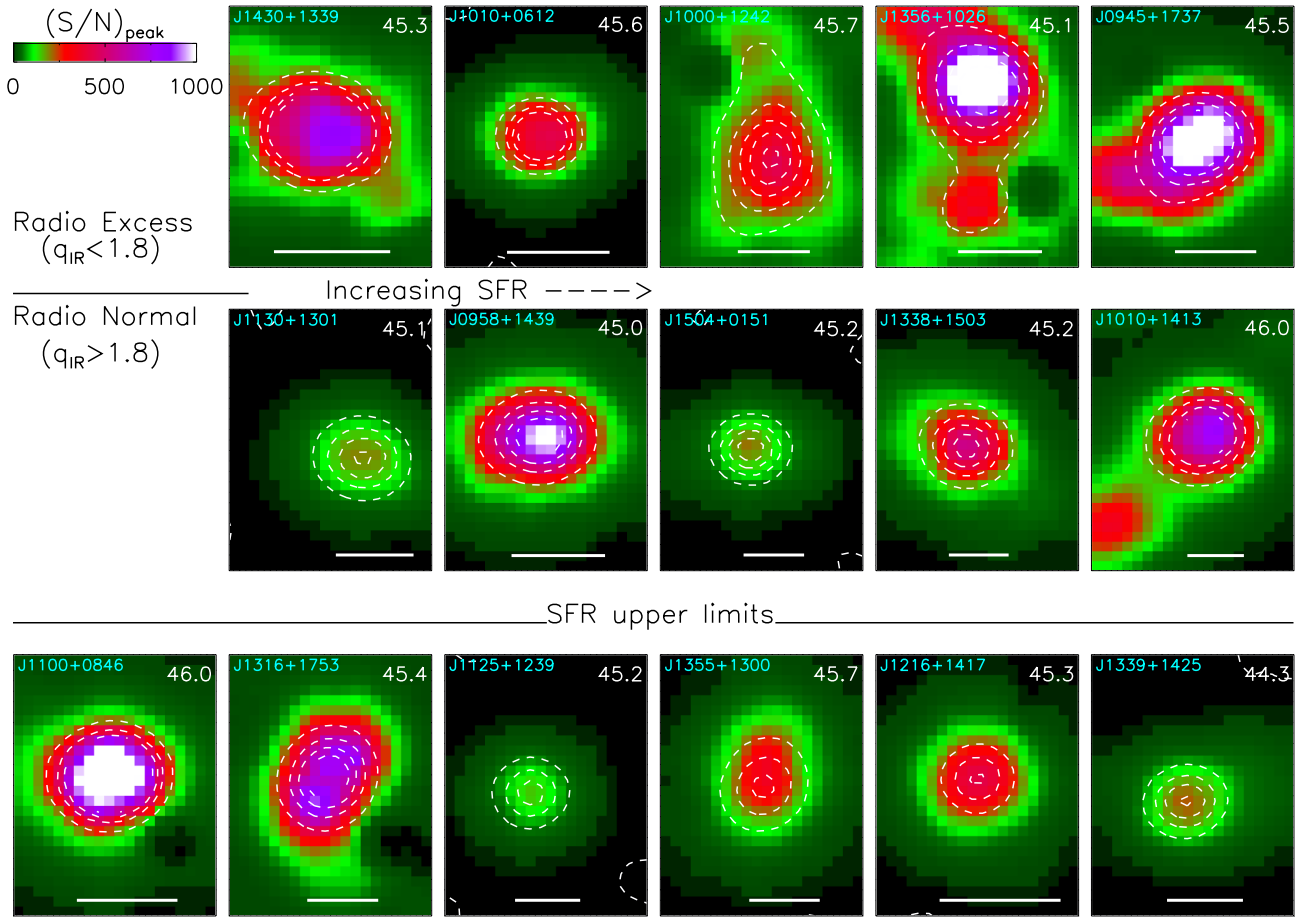 (S/N)peak
0 500 1000
J1430+1339 45.3
J1010+0612 45.6
J1000+1242 45.7
J1356+1026 45.1
J0945+1737 45.5
Radio Excess
(qIR<1.8)
Increasing SFR ---->
Radio Normal
(qIR>1.8)
J1130+1301 45.1
J0958+1439 45.0
J1504+0151 45.2
J1338+1503 45.2
J1010+1413 46.0
SFR upper limits
J1100+0846 46.0
J1316+1753 45.4
J1125+1239 45.2
J1355+1300 45.7
J1216+1417 45.3
J1339+1425 44.3